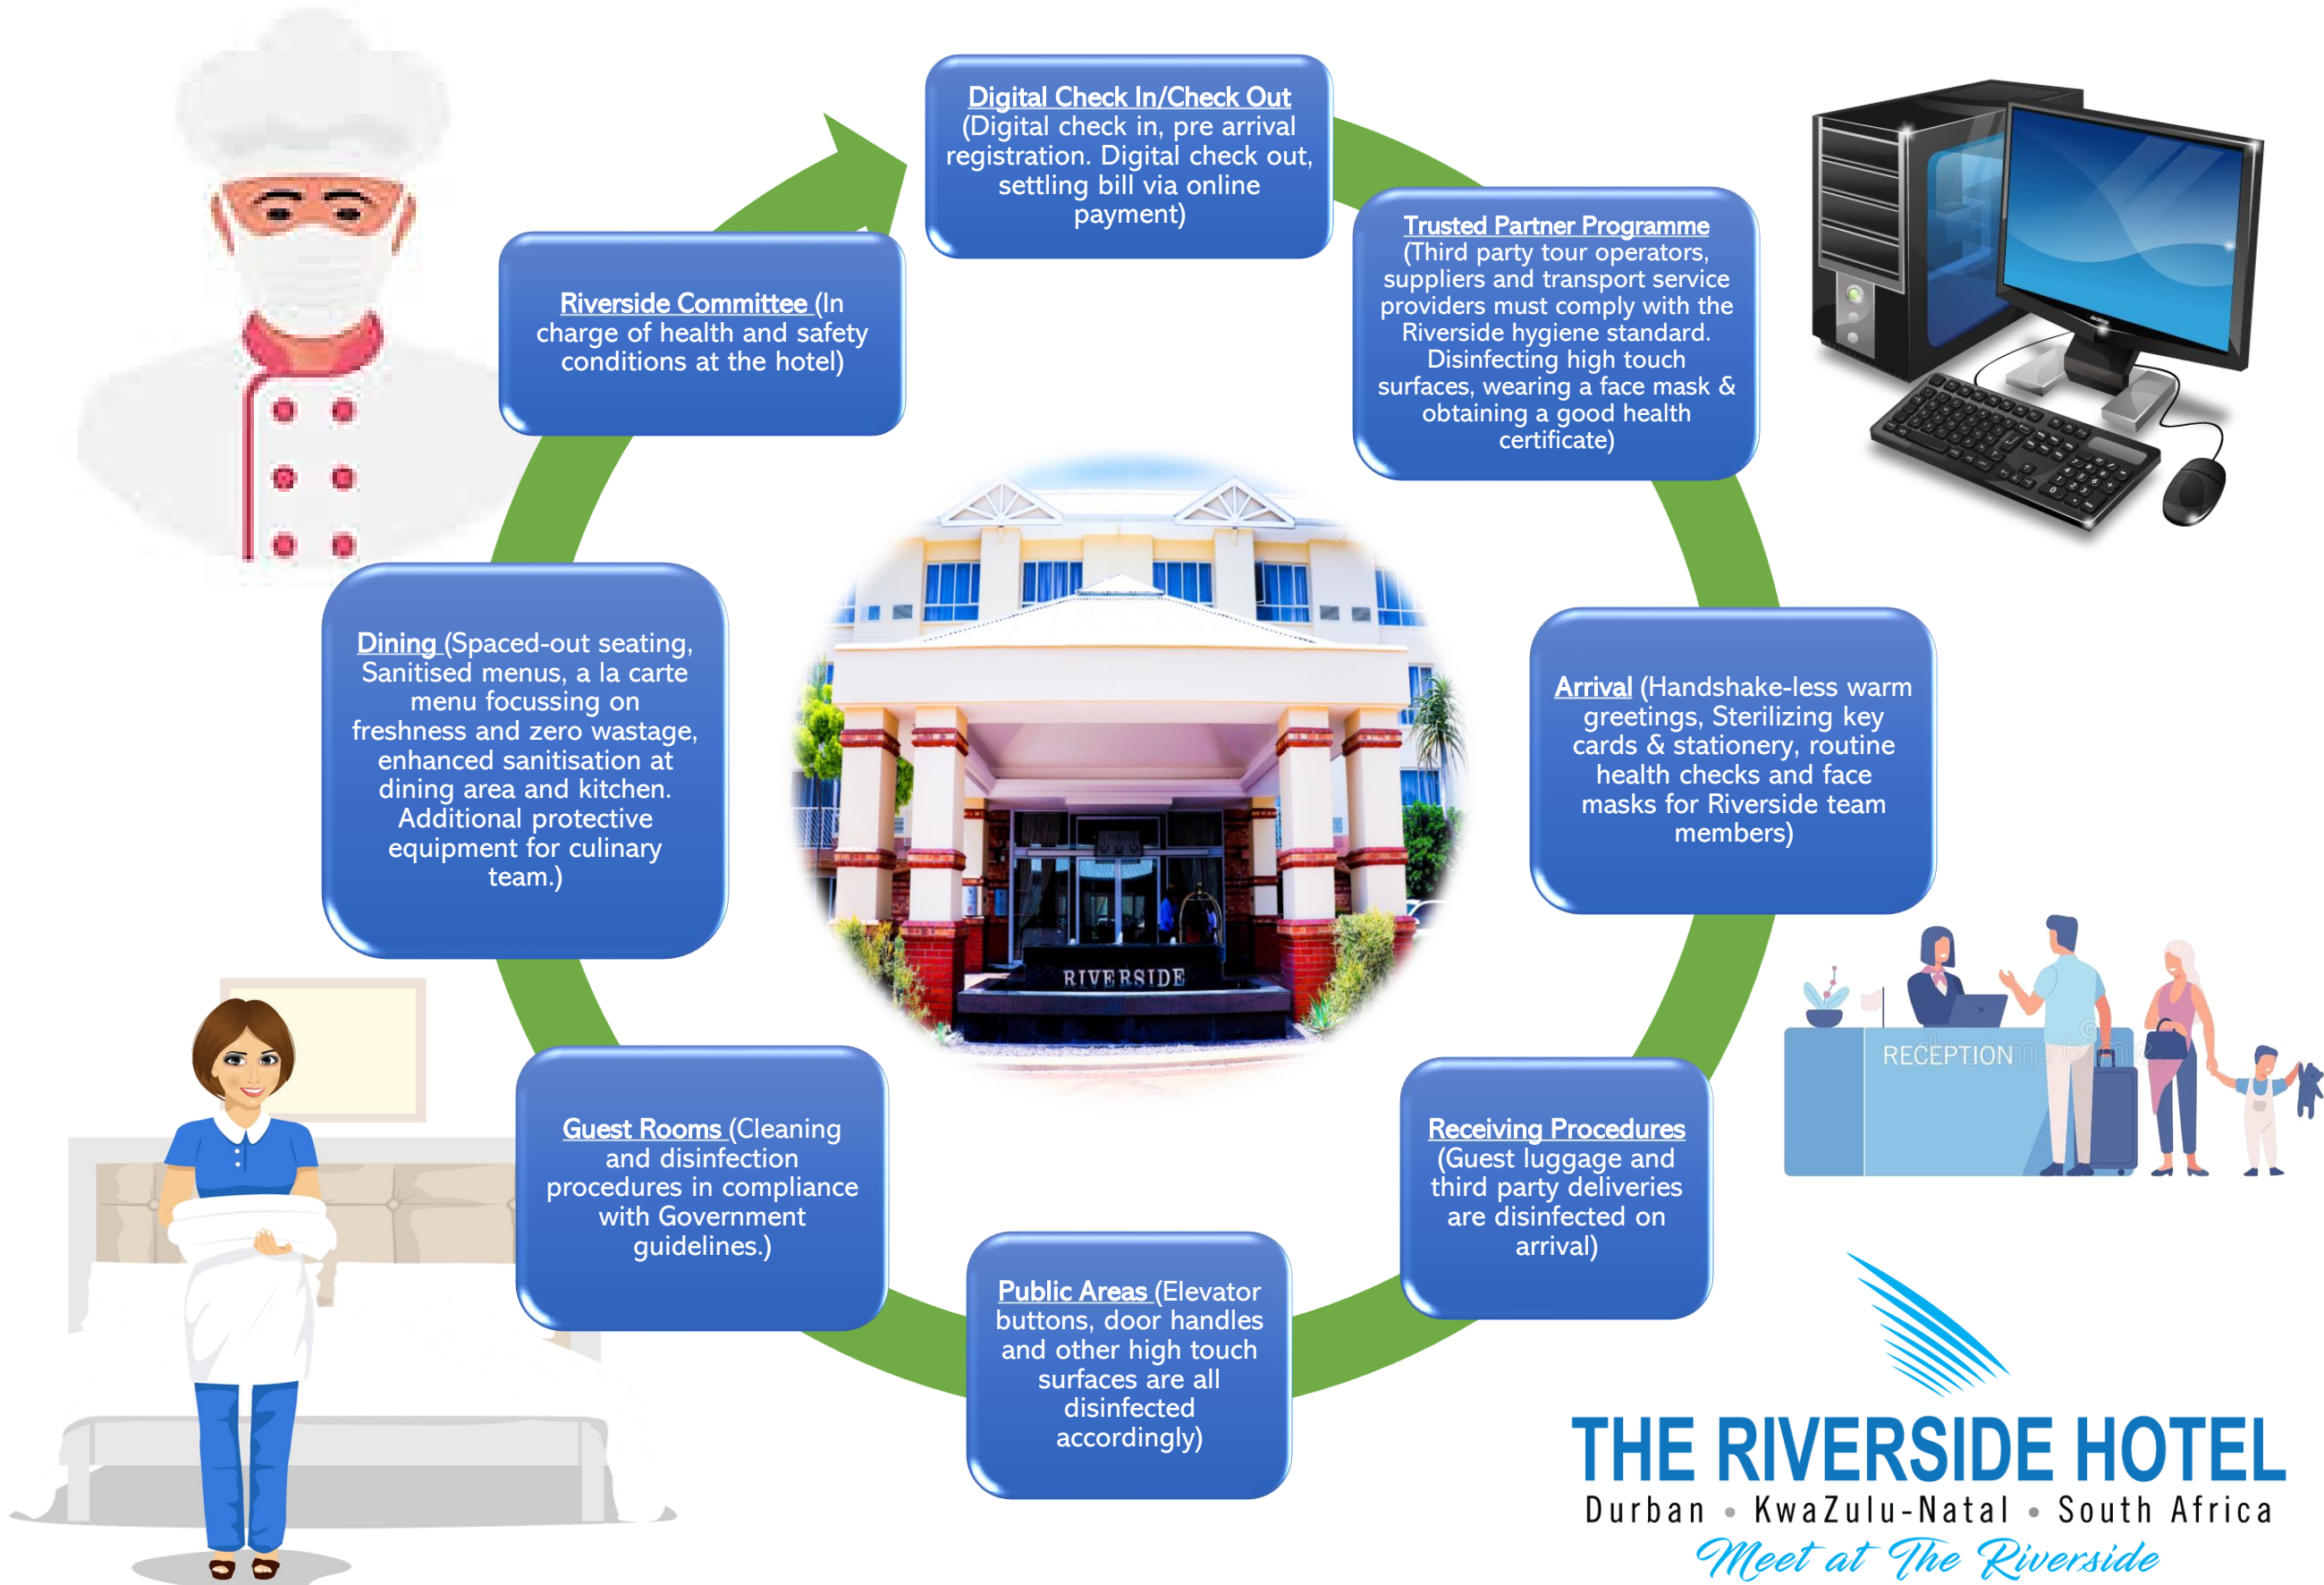 Digital Check In/Check Out
(Digital check in, pre arrival
registration. Digital check out,
settling bill via online
payment)
Trusted Partner Programme
(Third party tour operators,
suppliers and transport service
providers must comply with the
Riverside hygiene standard.
Disinfecting high touch
surfaces, wearing a face mask &
obtaining a good health
certificate)
Arrival (Handshake-less warm
greetings, Sterilizing key
cards & stationery, routine
health checks and face
masks for Riverside team
members)
Receiving Procedures
(Guest luggage and
third party deliveries
are disinfected on
arrival)
Public Areas (Elevator
buttons, door handles
and other high touch
surfaces are all
disinfected
accordingly)
Guest Rooms (Cleaning
and disinfection
procedures in compliance
with Government
guidelines.)
Dining (Spaced-out seating,
Sanitised menus, a la carte
menu focussing on
freshness and zero wastage,
enhanced sanitisation at
dining area and kitchen.
Additional protective
equipment for culinary
team.)
Riverside Committee (In
charge of health and safety
conditions at the hotel)
RIVERSIDE
RECEPTION
THE RIVERSIDE HOTEL
Durban • KwaZulu-Natal • South Africa
Meet at The Riverside